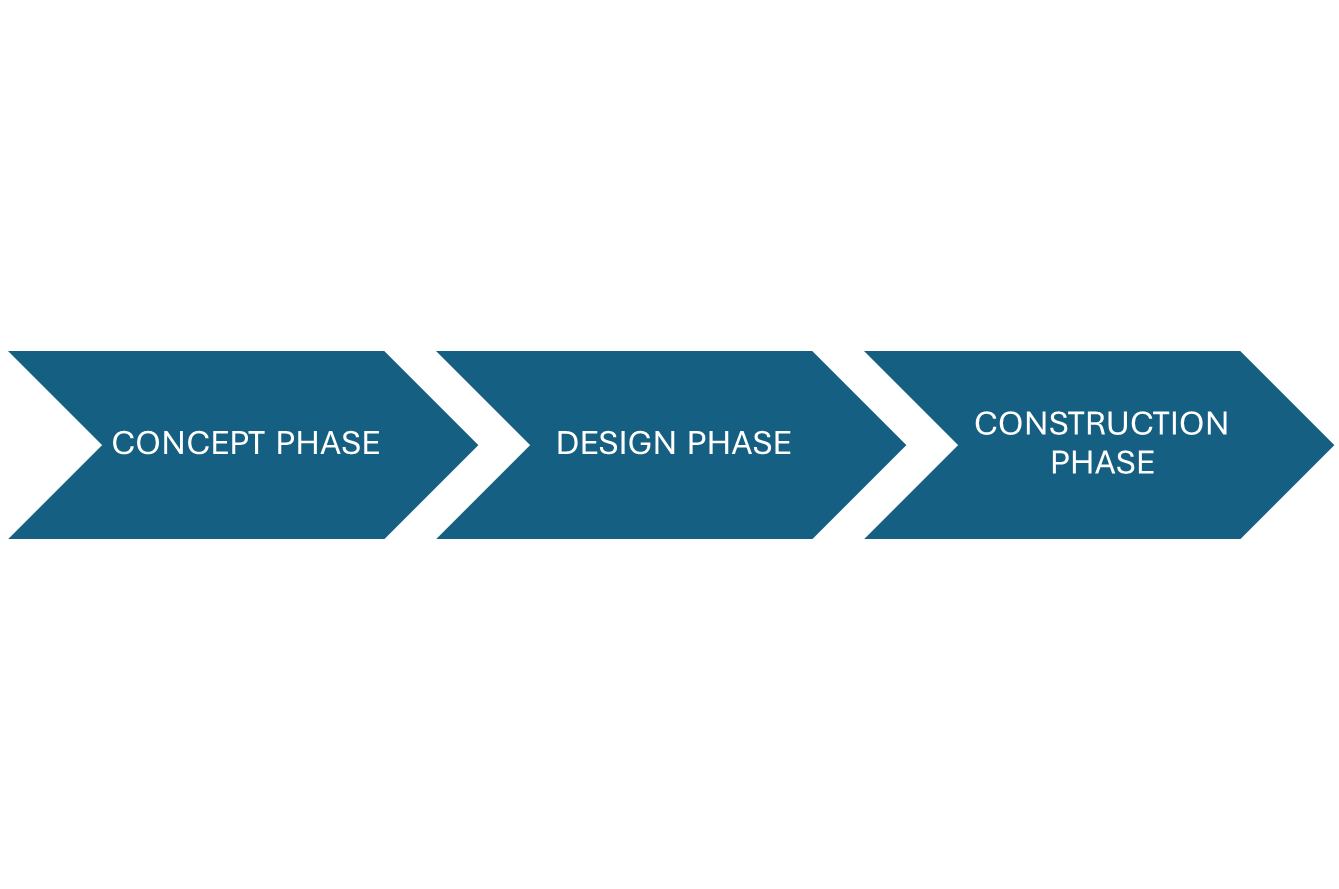 CONCEPT PHASE
DESIGN PHASE
CONSTRUCTION
PHASE